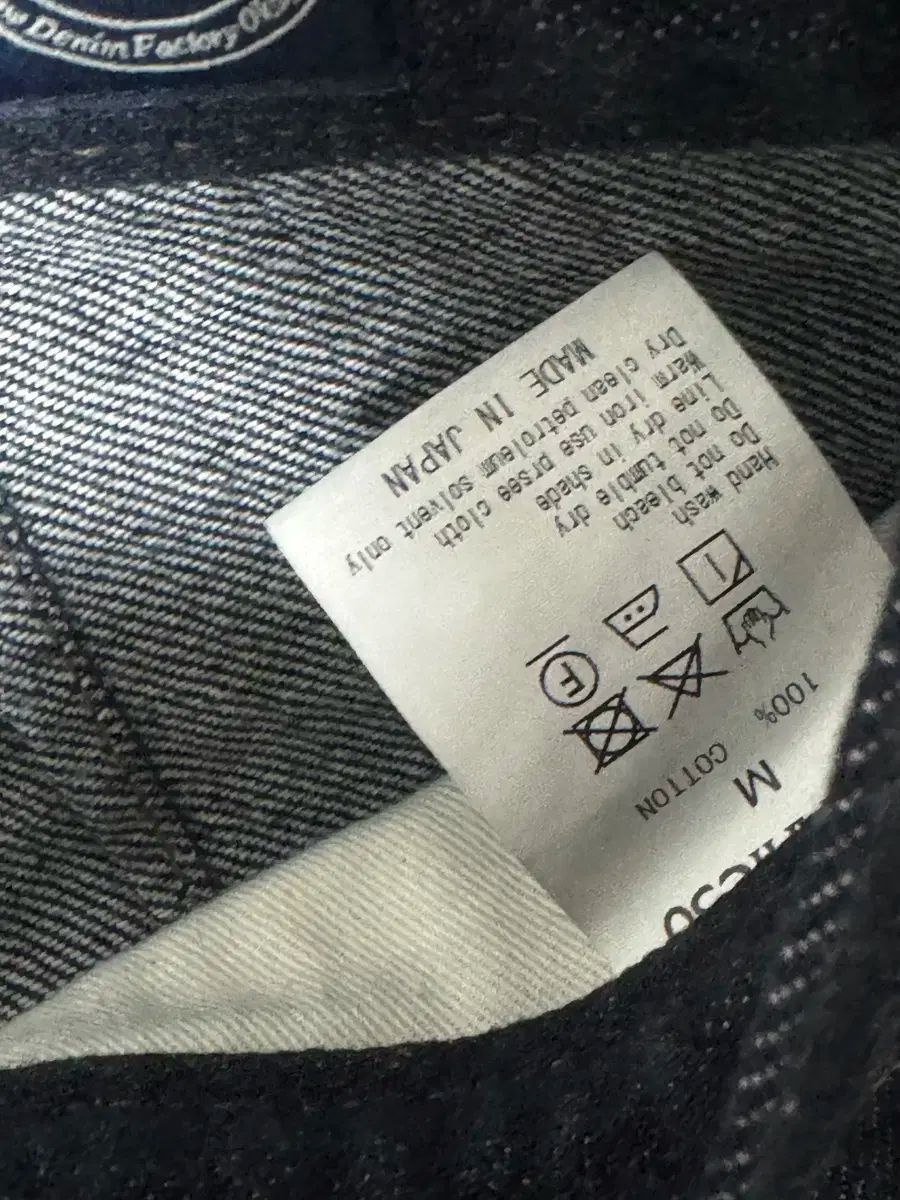 Denim Factory
M
100% COTTON
F
Hand wash
Do not bleach
Do not tumble dry
Line dry in shade
Warm iron use prsee cloth
Dry clean petroleum solvent only
MADE IN JAPAN